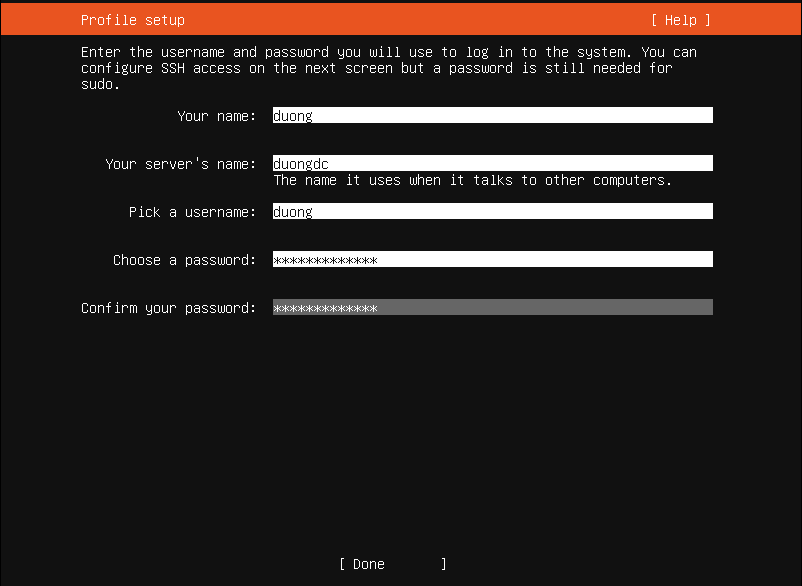 Profile setup [ Help ]
Enter the username and password you will use to log in to the system. You can
configure SSH access on the next screen but a password is still needed for
sudo.
Your name: duong
Your server's name: duongdc
The name it uses when it talks to other computers.
Pick a username: duong
Choose a password: *************
Confirm your password: *************
[ Done ]